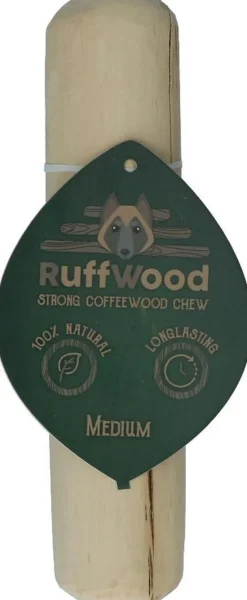 RuffWood
STRONG COFFEEWOOD CHEW
100% NATURAL
LONGLASTING
MEDIUM